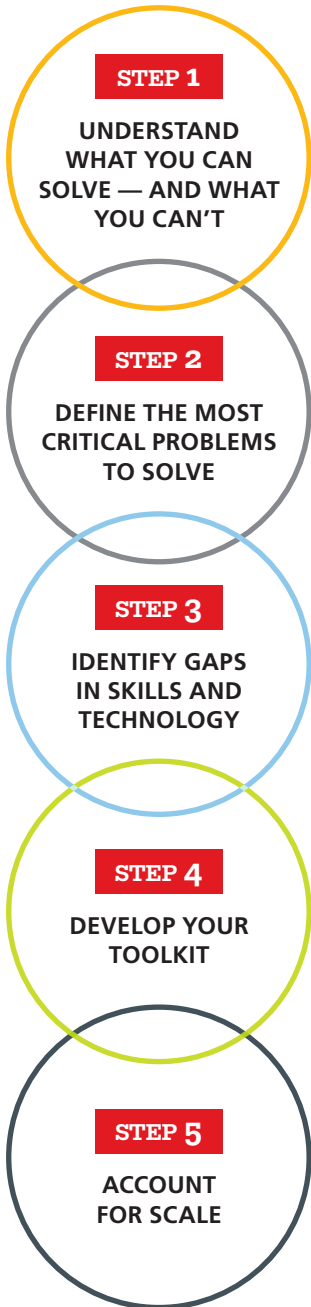 STEP 1
UNDERSTAND
WHAT YOU CAN
SOLVE — AND WHAT
YOU CAN'T
STEP 2
DEFINE THE MOST
CRITICAL PROBLEMS
TO SOLVE
STEP 3
IDENTIFY GAPS
IN SKILLS AND
TECHNOLOGY
STEP 4
DEVELOP YOUR
TOOLKIT
STEP 5
ACCOUNT
FOR SCALE